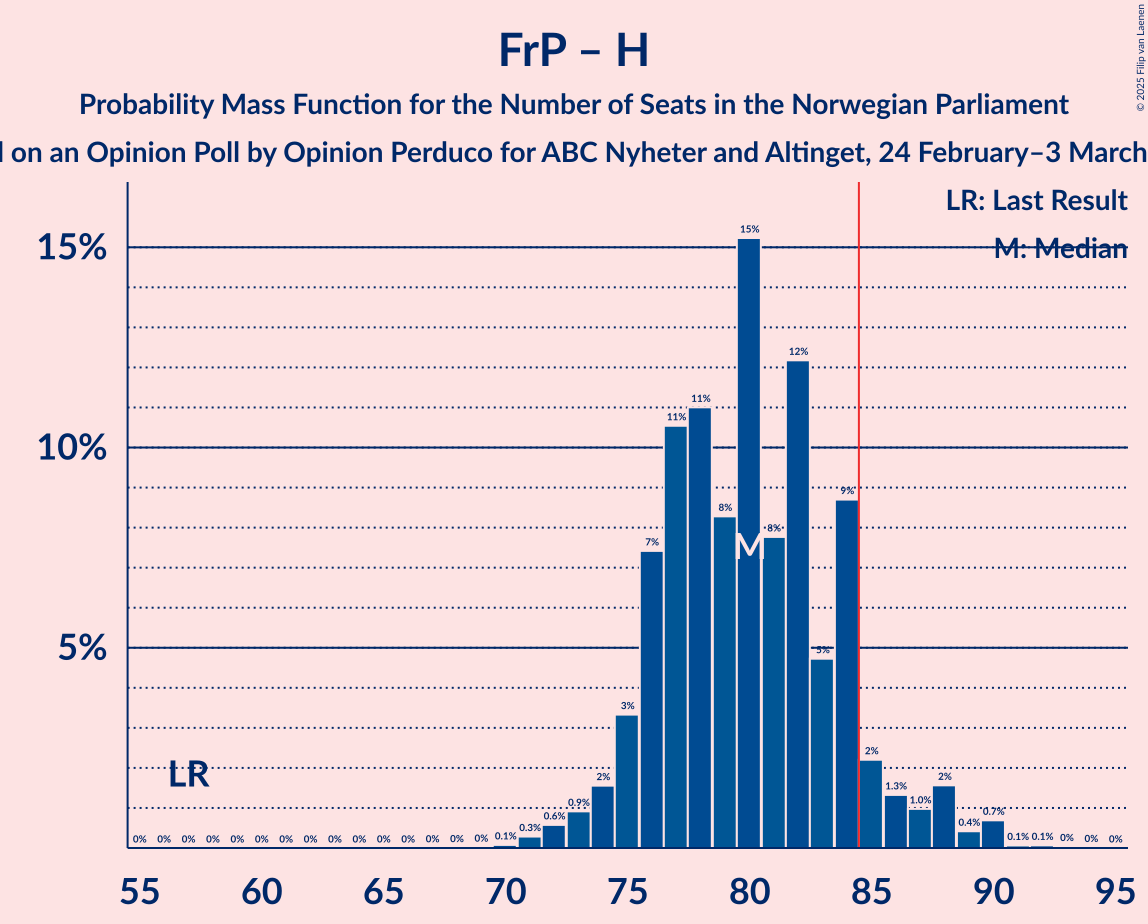 FrP – H
Probability Mass Function for the Number of Seats in the Norwegian Parliament
on an Opinion Poll by Opinion Perduco for ABC Nyheter and Altinget, 24 February–3 March
© 2025 Filip van Laenen
LR: Last Result
M: Median
15%
10%
5%
LR
M
0% 0% 0% 0% 0% 0% 0% 0% 0% 0% 0% 0% 0% 0% 0% 0.1% 0.3% 0.6% 0.9% 2% 3% 7% 11% 11% 8% 15% 8% 12% 5% 9% 2% 1.3% 1.0% 2% 0.4% 0.7% 0.1% 0.1% 0% 0% 0%
55 60 65 70 75 80 85 90 95